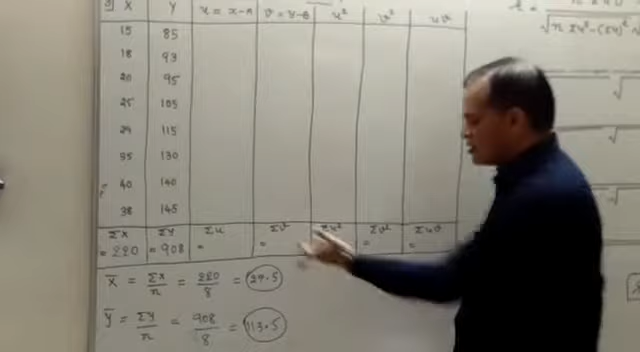 X Y u = x-A v = y-B u² v² uv
15 85
18 93
20 95
25 105
29 115
35 130
40 140
38 145
Σx Σy Σu Σv Σu² Σv² Σuv
= 220 = 908 = = = =
x̄ = Σx/n = 220/8 = 27.5
ȳ = Σy/n = 908/8 = 113.5